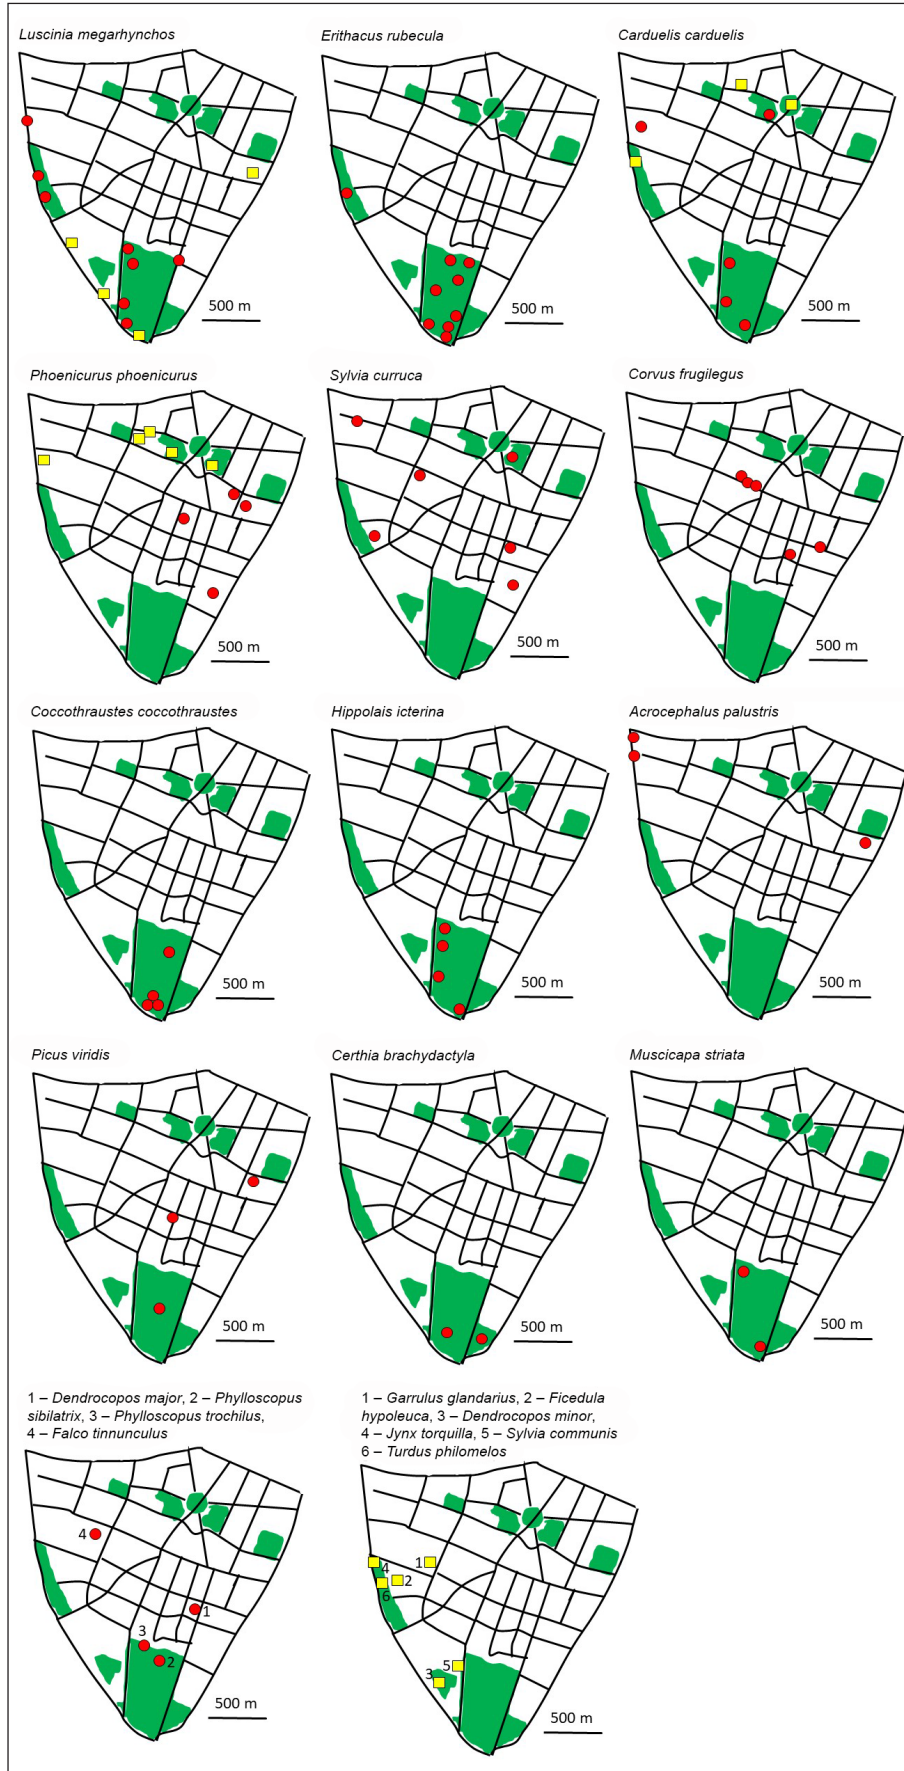 Luscinia megarhynchos
Erithacus rubecula
Carduelis carduelis
500 m
500 m
500 m
Phoenicurus phoenicurus
Sylvia curruca
Corvus frugilegus
500 m
500 m
500 m
Coccothraustes coccothraustes
Hippolais icterina
Acrocephalus palustris
500 m
500 m
500 m
Picus viridis
Certhia brachydactyla
Muscicapa striata
500 m
500 m
500 m
1 – Dendrocopos major, 2 – Phylloscopus
sibilatrix, 3 – Phylloscopus trochilus,
4 – Falco tinnunculus
4
1
3
2
500 m
1 – Garrulus glandarius, 2 – Ficedula
hypoleuca, 3 – Dendrocopos minor,
4 – Jynx torquilla, 5 – Sylvia communis
6 – Turdus philomelos
1
4
2
6
5
3
500 m